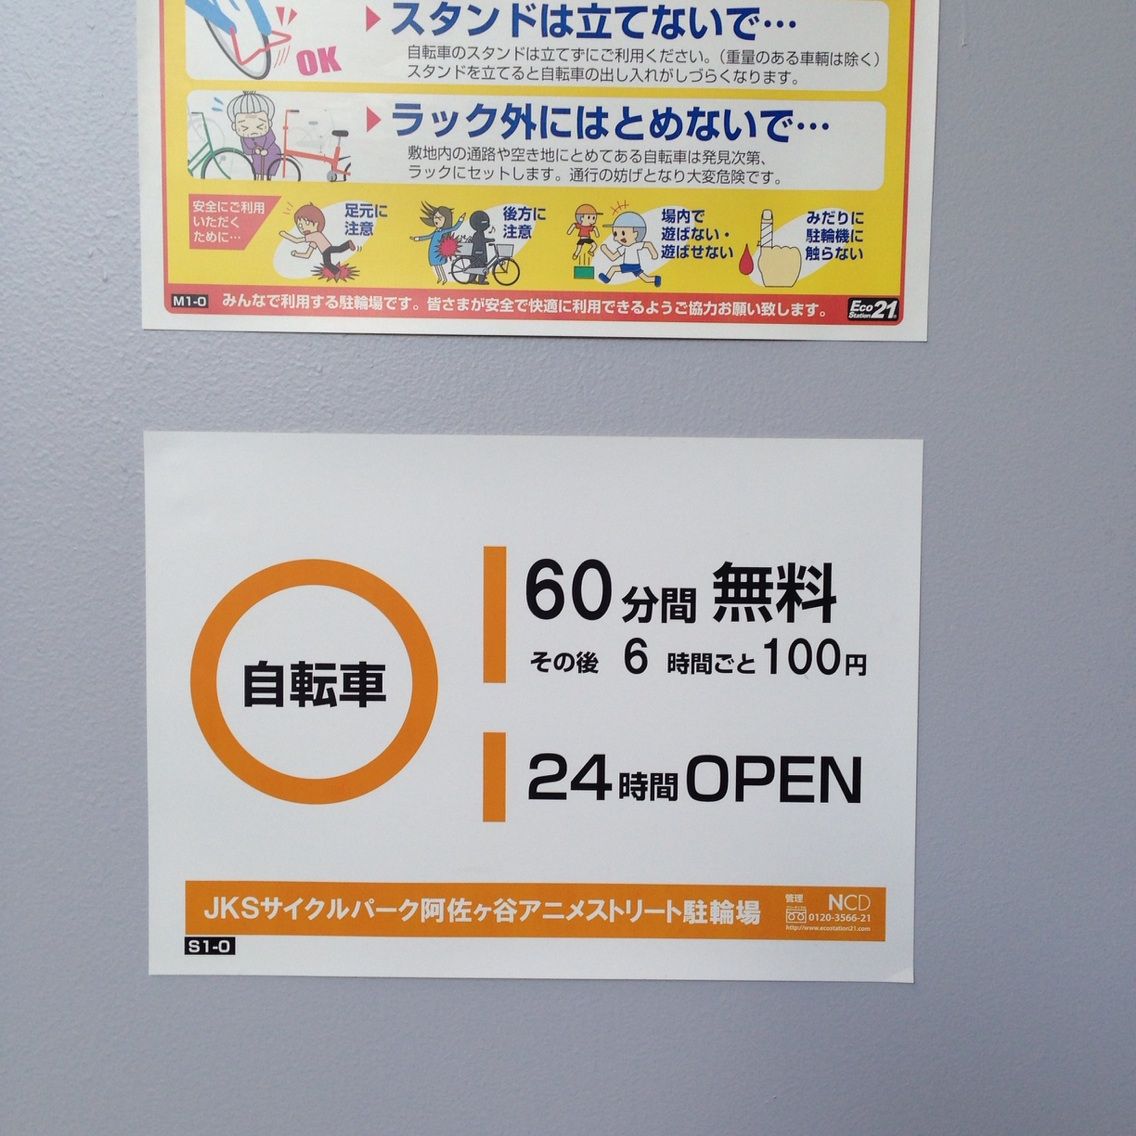 OK
スタンドは立てないで…
自転車のスタンドは立てずにご利用ください。（重量のある車輌は除く）
スタンドを立てると自転車の出し入れがしづらくなります。
ラック外にはとめないで…
敷地内の通路や空き地にとめてある自転車は発見次第、
ラックにセットします。通行の妨げとなり大変危険です。
安全にご利用
いただく
ために…
足元に
注意
後方に
注意
場内で
遊ばない・
遊ばせない
みだりに
駐輪機に
触らない
M1-0
みんなで利用する駐輪場です。皆さまが安全で快適に利用できるようご協力お願い致します。
Eco Station 21
自転車
60分間 無料
その後 6 時間ごと100円
24時間OPEN
JKSサイクルパーク阿佐ヶ谷アニメストリート駐輪場
管理 NCD
0120-3566-21
http://www.ecostation21.com
S1-0